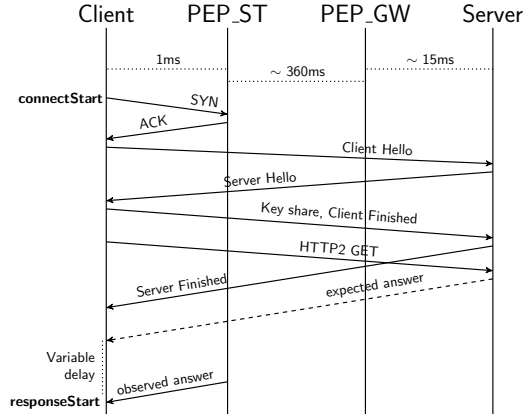 Client PEP_ST PEP_GW Server
1ms
∼ 360ms
∼ 15ms
connectStart
SYN
ACK
Client Hello
Server Hello
Key share, Client Finished
HTTP2 GET
Server Finished
expected answer
Variable
delay
observed answer
responseStart